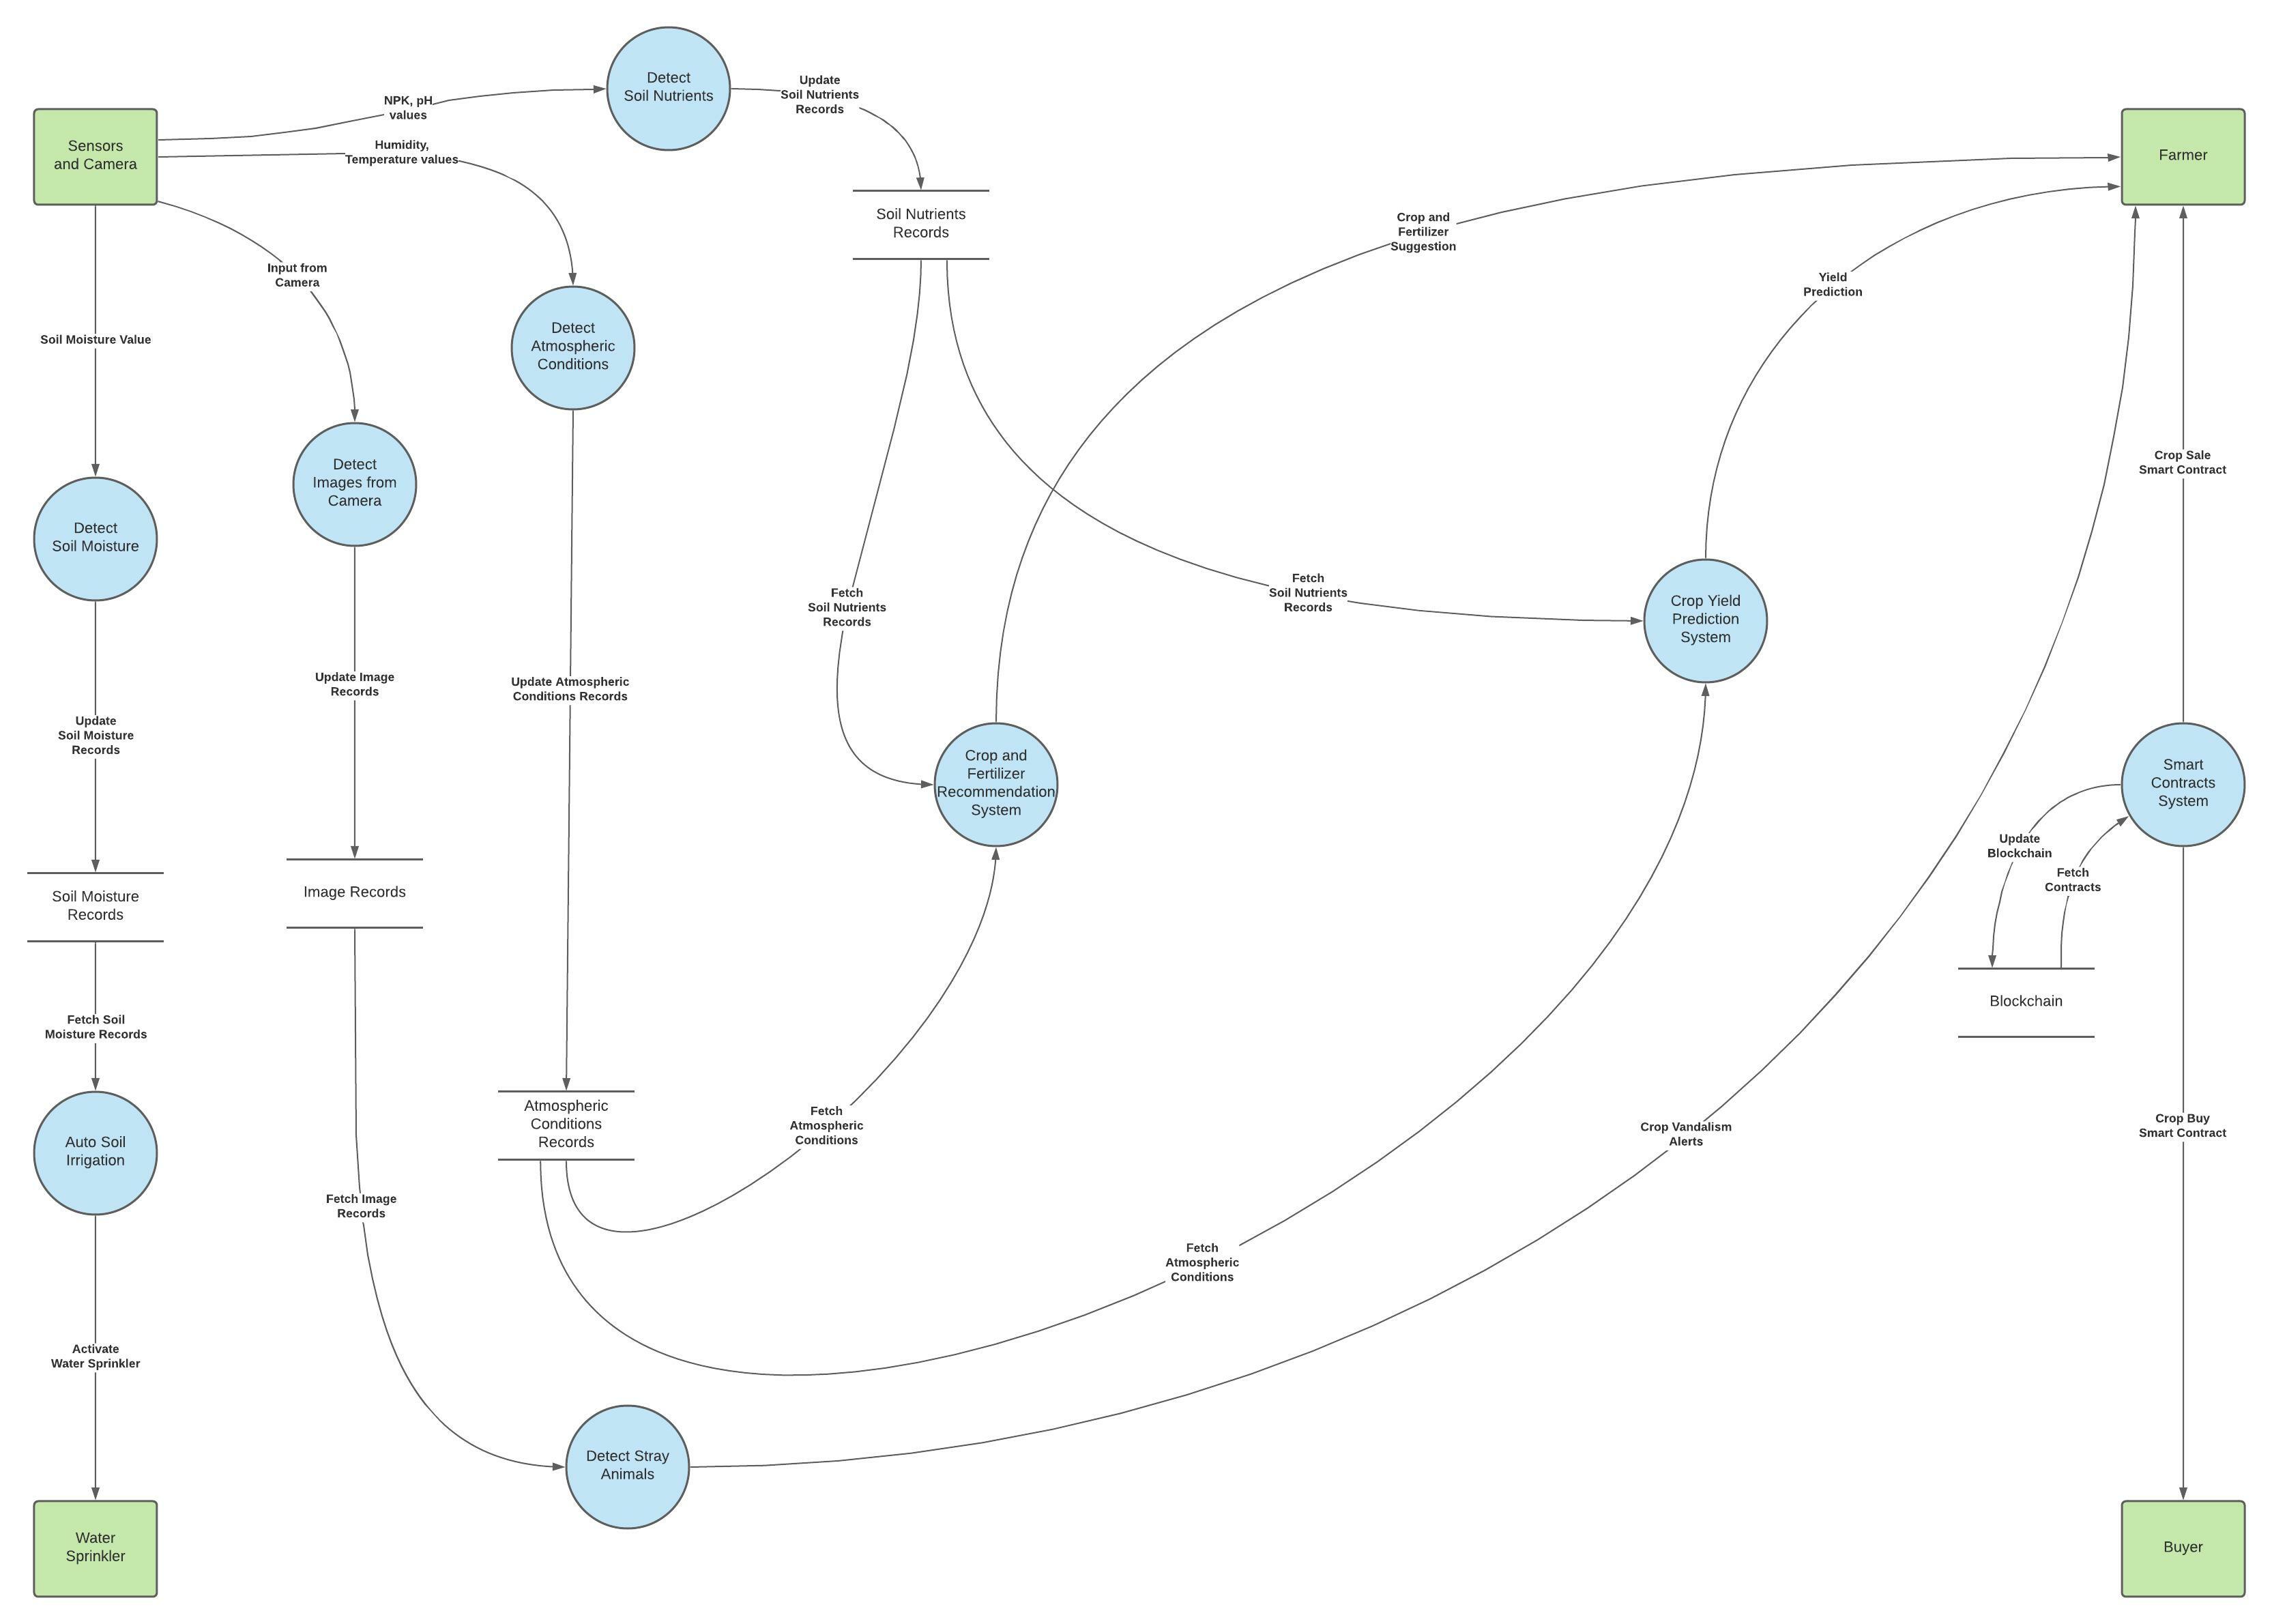 Detect
Soil Nutrients
Update
Soil Nutrients
Records
NPK, pH
values
Sensors
and Camera
Humidity,
Temperature values
Farmer
Soil Nutrients
Records
Crop and
Fertilizer
Suggestion
Input from
Camera
Yield
Prediction
Soil Moisture Value
Detect
Atmospheric
Conditions
Detect
Images from
Camera
Crop Sale
Smart Contract
Detect
Soil Moisture
Fetch
Soil Nutrients
Records
Fetch
Soil Nutrients
Records
Crop Yield
Prediction
System
Update Image
Records
Update Atmospheric
Conditions Records
Update
Soil Moisture
Records
Crop and
Fertilizer
Recommendation
System
Smart
Contracts
System
Update
Blockchain
Fetch
Contracts
Soil Moisture
Records
Image Records
Blockchain
Fetch Soil
Moisture Records
Atmospheric
Conditions
Records
Fetch
Atmospheric
Conditions
Crop Vandalism
Alerts
Crop Buy
Smart Contract
Auto Soil
Irrigation
Fetch Image
Records
Fetch
Atmospheric
Conditions
Activate
Water Sprinkler
Detect Stray
Animals
Water
Sprinkler
Buyer